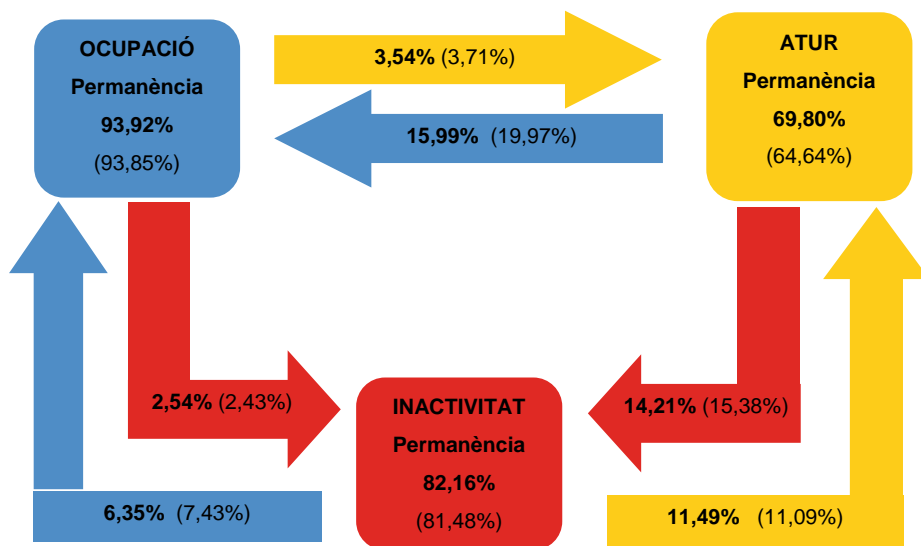 OCUPACIÓ
Permanència
93,92%
(93,85%)
3,54% (3,71%)
15,99% (19,97%)
ATUR
Permanència
69,80%
(64,64%)
2,54% (2,43%)
INACTIVITAT
Permanència
82,16%
(81,48%)
14,21% (15,38%)
6,35% (7,43%)
11,49% (11,09%)